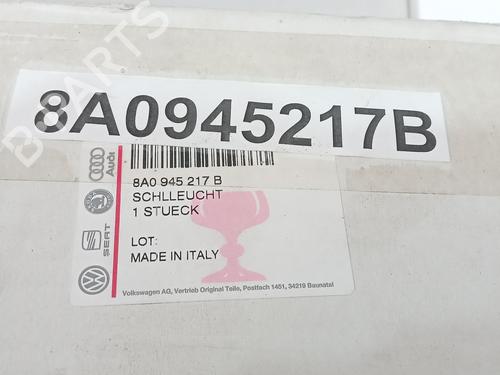 8A0945217B
8A0 945 217 B
SCHLLEUCHT
1 STUECK
LOT:
MADE IN ITALY
Audi
SEAT
Volkswagen AG, Vertrieb Original Teile, Postfach 1451, 34219 Baunatal